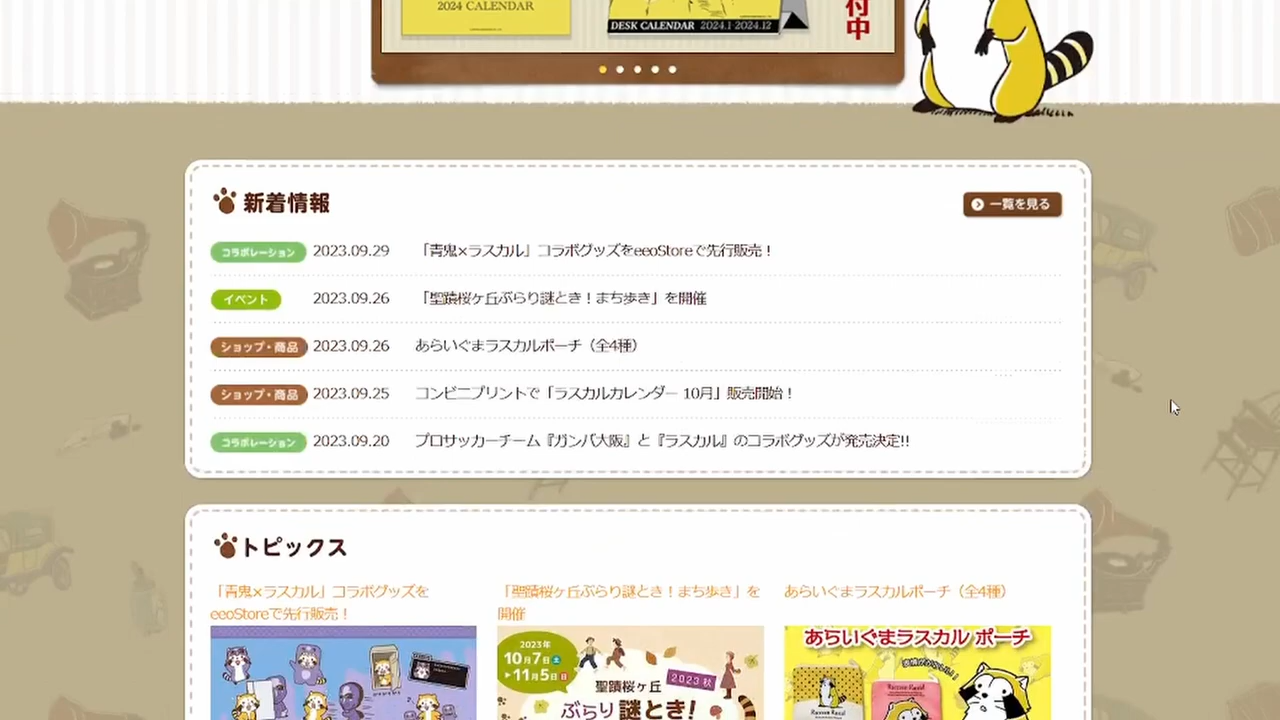 2024 CALENDAR
DESK CALENDAR 2024.1-2024.12
付中
新着情報
一覧を見る
コラボレーション 2023.09.29 「青鬼×ラスカル」コラボグッズをeeoStoreで先行販売！
イベント 2023.09.26 「聖蹟桜ヶ丘ぶらり謎とき！まち歩き」を開催
ショップ・商品 2023.09.26 あらいぐまラスカルポーチ（全4種）
ショップ・商品 2023.09.25 コンビニプリントで「ラスカルカレンダー 10月」販売開始！
コラボレーション 2023.09.20 プロサッカーチーム『ガンバ大阪』と『ラスカル』のコラボグッズが発売決定!!
トピックス
「青鬼×ラスカル」コラボグッズを
eeoStoreで先行販売！
「聖蹟桜ヶ丘ぶらり謎とき！まち歩き」を
開催
あらいぐまラスカルポーチ（全4種）
2023年
10月7日土
▶11月5日日
2023 秋
聖蹟桜ヶ丘
ぶらり謎とき!
あらいぐまラスカル ポーチ
表情がかわいい!
Rascal Rascal